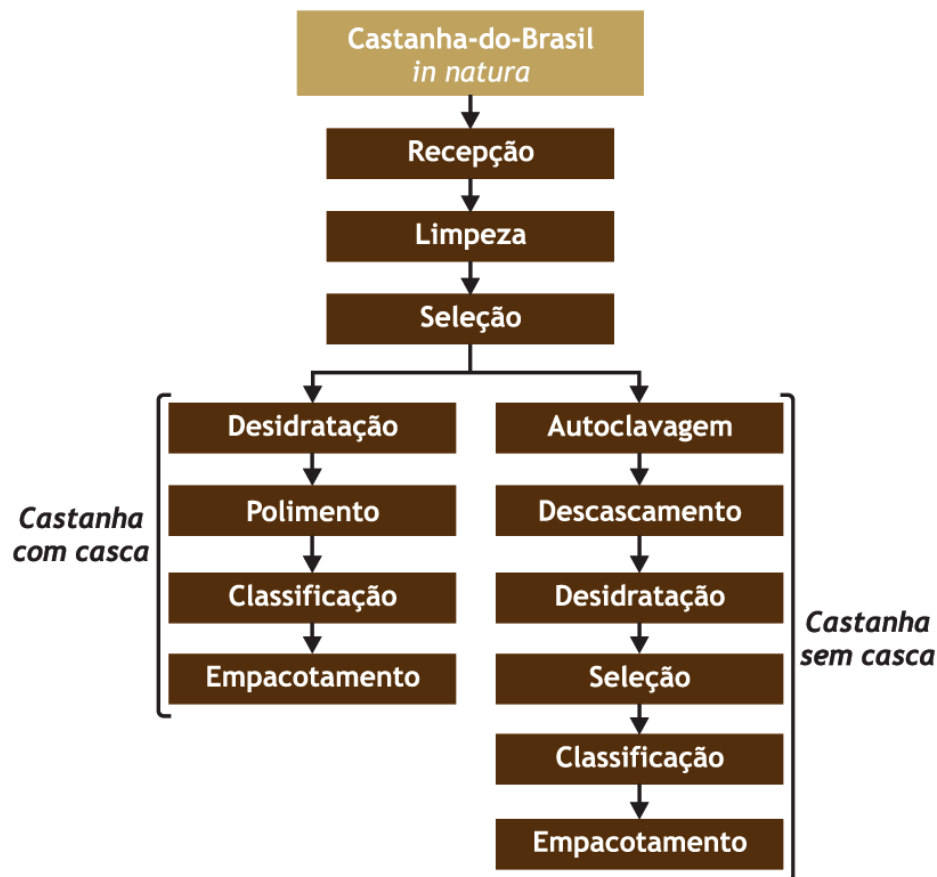 Castanha-do-Brasil
in natura
Recepção
Limpeza
Seleção
Castanha
com casca
Desidratação
Polimento
Classificação
Empacotamento
Autoclavagem
Descascamento
Desidratação
Seleção
Classificação
Empacotamento
Castanha
sem casca